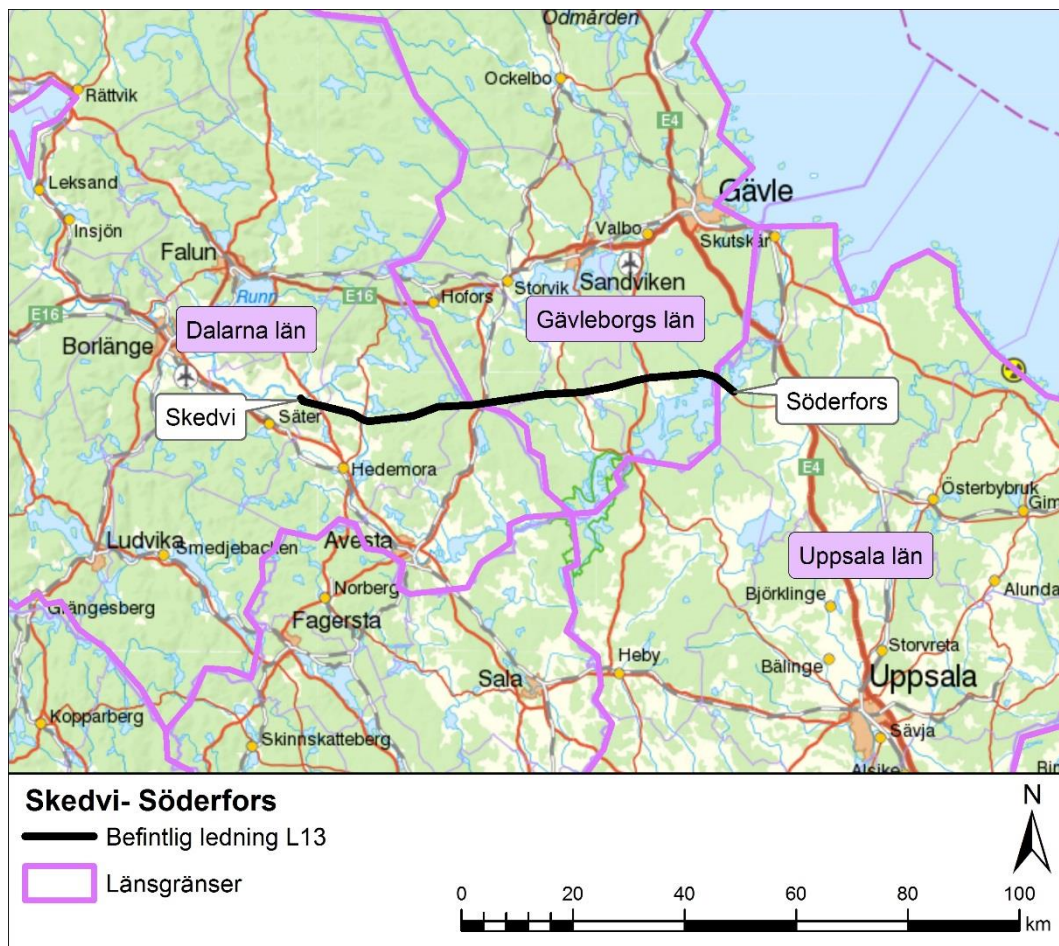 Ödmården
Ockelbo
Rättvik
E4
Leksand
Gävle
Insjön
Valbo
Skutskär
Falun
Sandviken
Storvik
Runn
E16
Hofors
E16
Dalarna län
Gävleborgs län
Borlänge
Skedvi
Säter
Söderfors
Hedemora
E4
Österbybruk
Gim
Ludvika
Smedjebacken
Avesta
Uppsala län
Norberg
Björklinge
Alunda
Grängesberg
Fagersta
Storvreta
Heby
Bälinge
Sala
Uppsala
Kopparberg
Skinnskatteberg
Sävja
Alsike
Skedvi- Söderfors
Befintlig ledning L13
Länsgränser
N
0 20 40 60 80 100
km